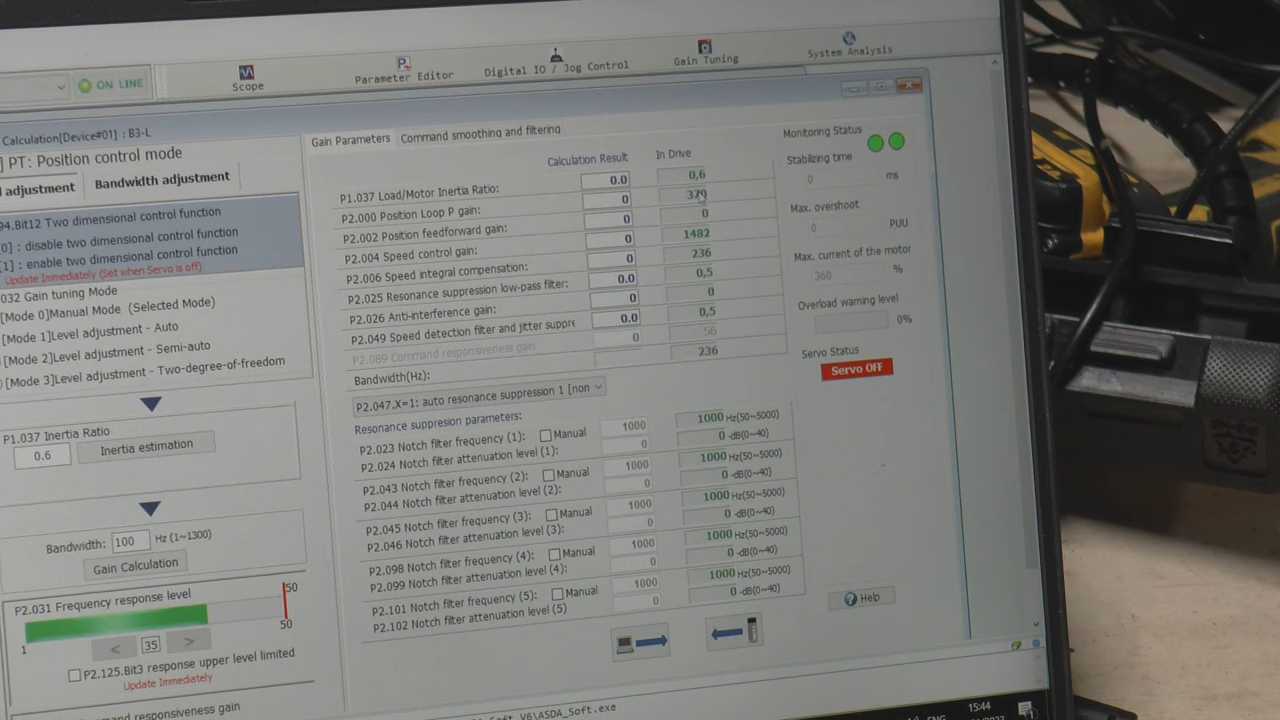 ON LINE
Scope
Parameter Editor
Digital IO / Jog Control
Gain Tuning
System Analysis
Calculation[Device#01] : B3-L
] PT: Position control mode
adjustment
Bandwidth adjustment
94.Bit12 Two dimensional control function
[0] : disable two dimensional control function
[1] : enable two dimensional control function
Update Immediately (Set when Servo is off)
032 Gain tuning Mode
[Mode 0]Manual Mode (Selected Mode)
[Mode 1]Level adjustment - Auto
[Mode 2]Level adjustment - Semi-auto
[Mode 3]Level adjustment - Two-degree-of-freedom
P1.037 Inertia Ratio
0.6
Inertia estimation
Bandwidth: 100 Hz (1~1300)
Gain Calculation
P2.031 Frequency response level
50
1
50
< 35 >
P2.125.Bit3 response upper level limited
Update Immediately
responsiveness gain
Gain Parameters
Command smoothing and filtering
Calculation Result
In Drive
P1.037 Load/Motor Inertia Ratio: 0.0 0,6
P2.000 Position Loop P gain: 0 379
P2.002 Position feedforward gain: 0 0
P2.004 Speed control gain: 0 1482
P2.006 Speed integral compensation: 0 236
P2.025 Resonance suppression low-pass filter: 0.0 0,5
P2.026 Anti-interference gain: 0 0
P2.049 Speed detection filter and jitter suppre 0.0 0,5
P2.089 Command responsiveness gain 0 56
Bandwidth(Hz): 236
P2.047.X=1: auto resonance suppression 1 [non
Resonance suppresion parameters:
P2.023 Notch filter frequency (1): Manual 1000 1000 Hz(50~5000)
P2.024 Notch filter attenuation level (1): 0 0 -dB(0~40)
P2.043 Notch filter frequency (2): Manual 1000 1000 Hz(50~5000)
P2.044 Notch filter attenuation level (2): 0 0 -dB(0~40)
P2.045 Notch filter frequency (3): Manual 1000 1000 Hz(50~5000)
P2.046 Notch filter attenuation level (3): 0 0 -dB(0~40)
P2.098 Notch filter frequency (4): Manual 1000 1000 Hz(50~5000)
P2.099 Notch filter attenuation level (4): 0 0 -dB(0~40)
P2.101 Notch filter frequency (5): Manual 1000 1000 Hz(50~5000)
P2.102 Notch filter attenuation level (5) 0 0 -dB(0~40)
Monitoring Status
Stabilizing time
0 ms
Max. overshoot
0 PUU
Max. current of the motor
360 %
Overload warning level
0%
Servo Status
Servo OFF
Help
V6\ASDA_Soft.exe
ENG
15:44